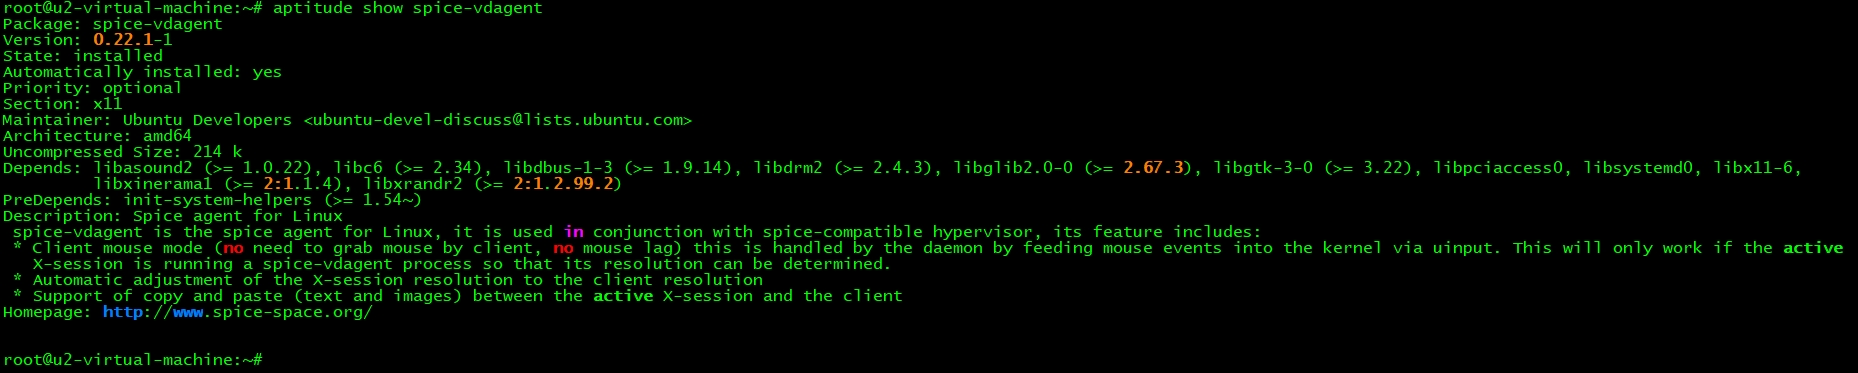 root@u2-virtual-machine:~# aptitude show spice-vdagent
Package: spice-vdagent
Version: 0.22.1-1
State: installed
Automatically installed: yes
Priority: optional
Section: x11
Maintainer: Ubuntu Developers <ubuntu-devel-discuss@lists.ubuntu.com>
Architecture: amd64
Uncompressed Size: 214 k
Depends: libasound2 (>= 1.0.22), libc6 (>= 2.34), libdbus-1-3 (>= 1.9.14), libdrm2 (>= 2.4.3), libglib2.0-0 (>= 2.67.3), libgtk-3-0 (>= 3.22), libpciaccess0, libsystemd0, libx11-6,
libxinerama1 (>= 2:1.1.4), libxrandr2 (>= 2:1.2.99.2)
PreDepends: init-system-helpers (>= 1.54~)
Description: Spice agent for Linux
spice-vdagent is the spice agent for Linux, it is used in conjunction with spice-compatible hypervisor, its feature includes:
* Client mouse mode (no need to grab mouse by client, no mouse lag) this is handled by the daemon by feeding mouse events into the kernel via uinput. This will only work if the active
X-session is running a spice-vdagent process so that its resolution can be determined.
* Automatic adjustment of the X-session resolution to the client resolution
* Support of copy and paste (text and images) between the active X-session and the client
Homepage: http://www.spice-space.org/
root@u2-virtual-machine:~#